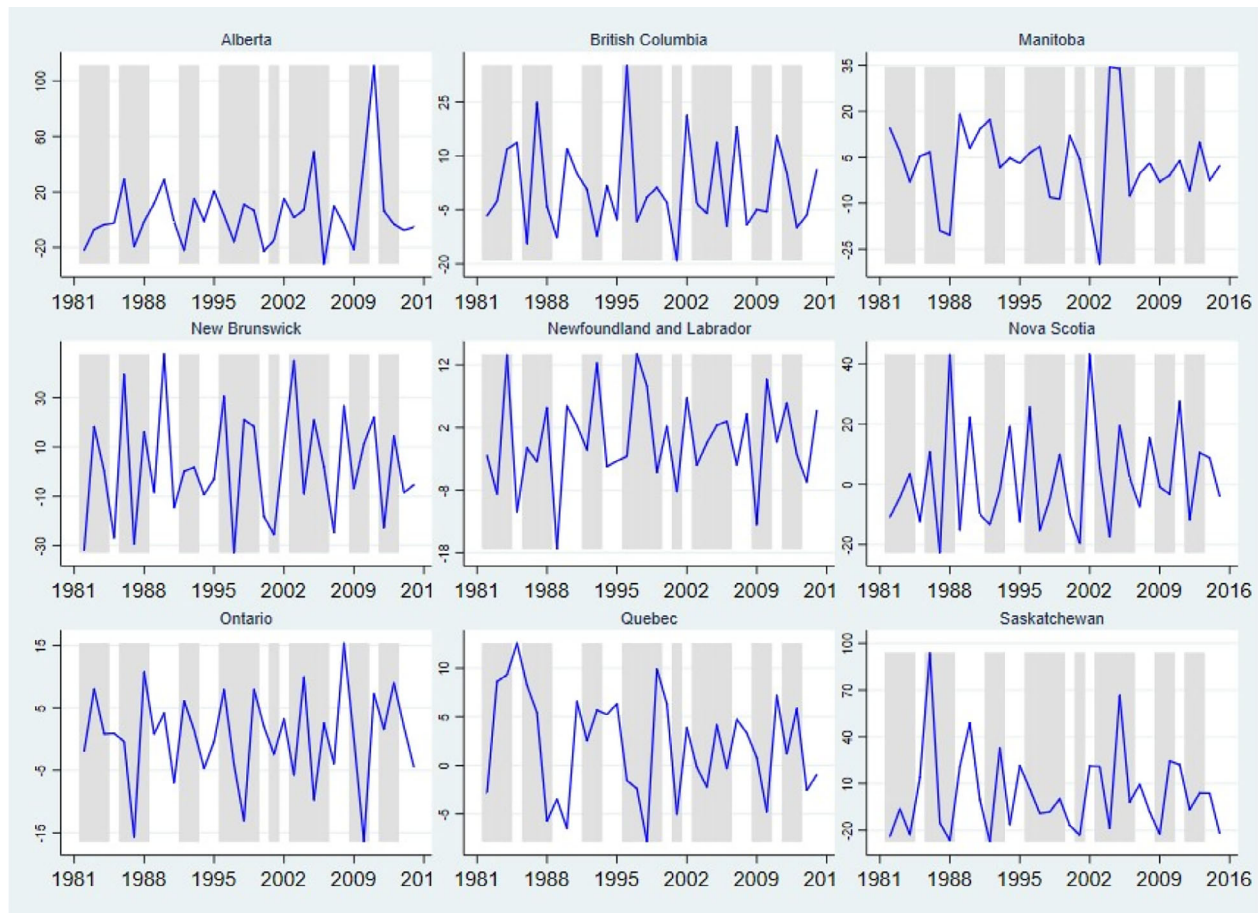 Alberta
100
60
20
-20
1981 1988 1995 2002 2009 201
British Columbia
25
10
-5
-20
1981 1988 1995 2002 2009 201
Manitoba
35
20
5
-10
-25
1981 1988 1995 2002 2009 2016
New Brunswick
30
10
-10
-30
1981 1988 1995 2002 2009 201
Newfoundland and Labrador
12
2
-8
-18
1981 1988 1995 2002 2009 201
Nova Scotia
40
20
0
-20
1981 1988 1995 2002 2009 2016
Ontario
15
5
-5
-15
1981 1988 1995 2002 2009 201
Quebec
10
5
0
-5
1981 1988 1995 2002 2009 201
Saskatchewan
100
70
40
10
-20
1981 1988 1995 2002 2009 2016